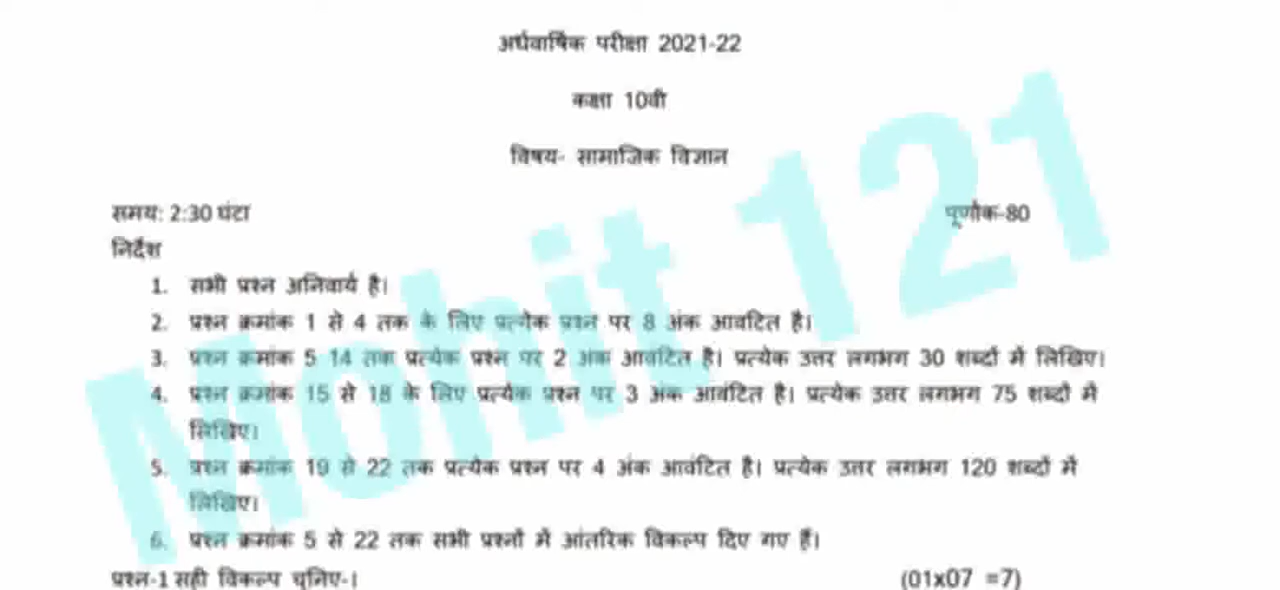 अर्धवार्षिक परीक्षा 2021-22
कक्षा 10वी
विषय- सामाजिक विज्ञान
समय: 2:30 घंटा पूर्णांक-80
निर्देश
1. सभी प्रश्न अनिवार्य है।
2. प्रश्न क्रमांक 1 से 4 तक के लिए प्रत्येक प्रश्न पर 8 अंक आवंटित है।
3. प्रश्न क्रमांक 5 14 तक प्रत्येक प्रश्न पर 2 अंक आवंटित है। प्रत्येक उत्तर लगभग 30 शब्दों में लिखिए।
4. प्रश्न क्रमांक 15 से 18 के लिए प्रत्येक प्रश्न पर 3 अंक आवंटित है। प्रत्येक उत्तर लगभग 75 शब्दों में
लिखिए।
5. प्रश्न क्रमांक 19 से 22 तक प्रत्येक प्रश्न पर 4 अंक आवंटित है। प्रत्येक उत्तर लगभग 120 शब्दों में
लिखिए।
6. प्रश्न क्रमांक 5 से 22 तक सभी प्रश्नों में आंतरिक विकल्प दिए गए हैं।
प्रश्न-1 सही विकल्प चुनिए-। (01x07 =7)
Mohit 121